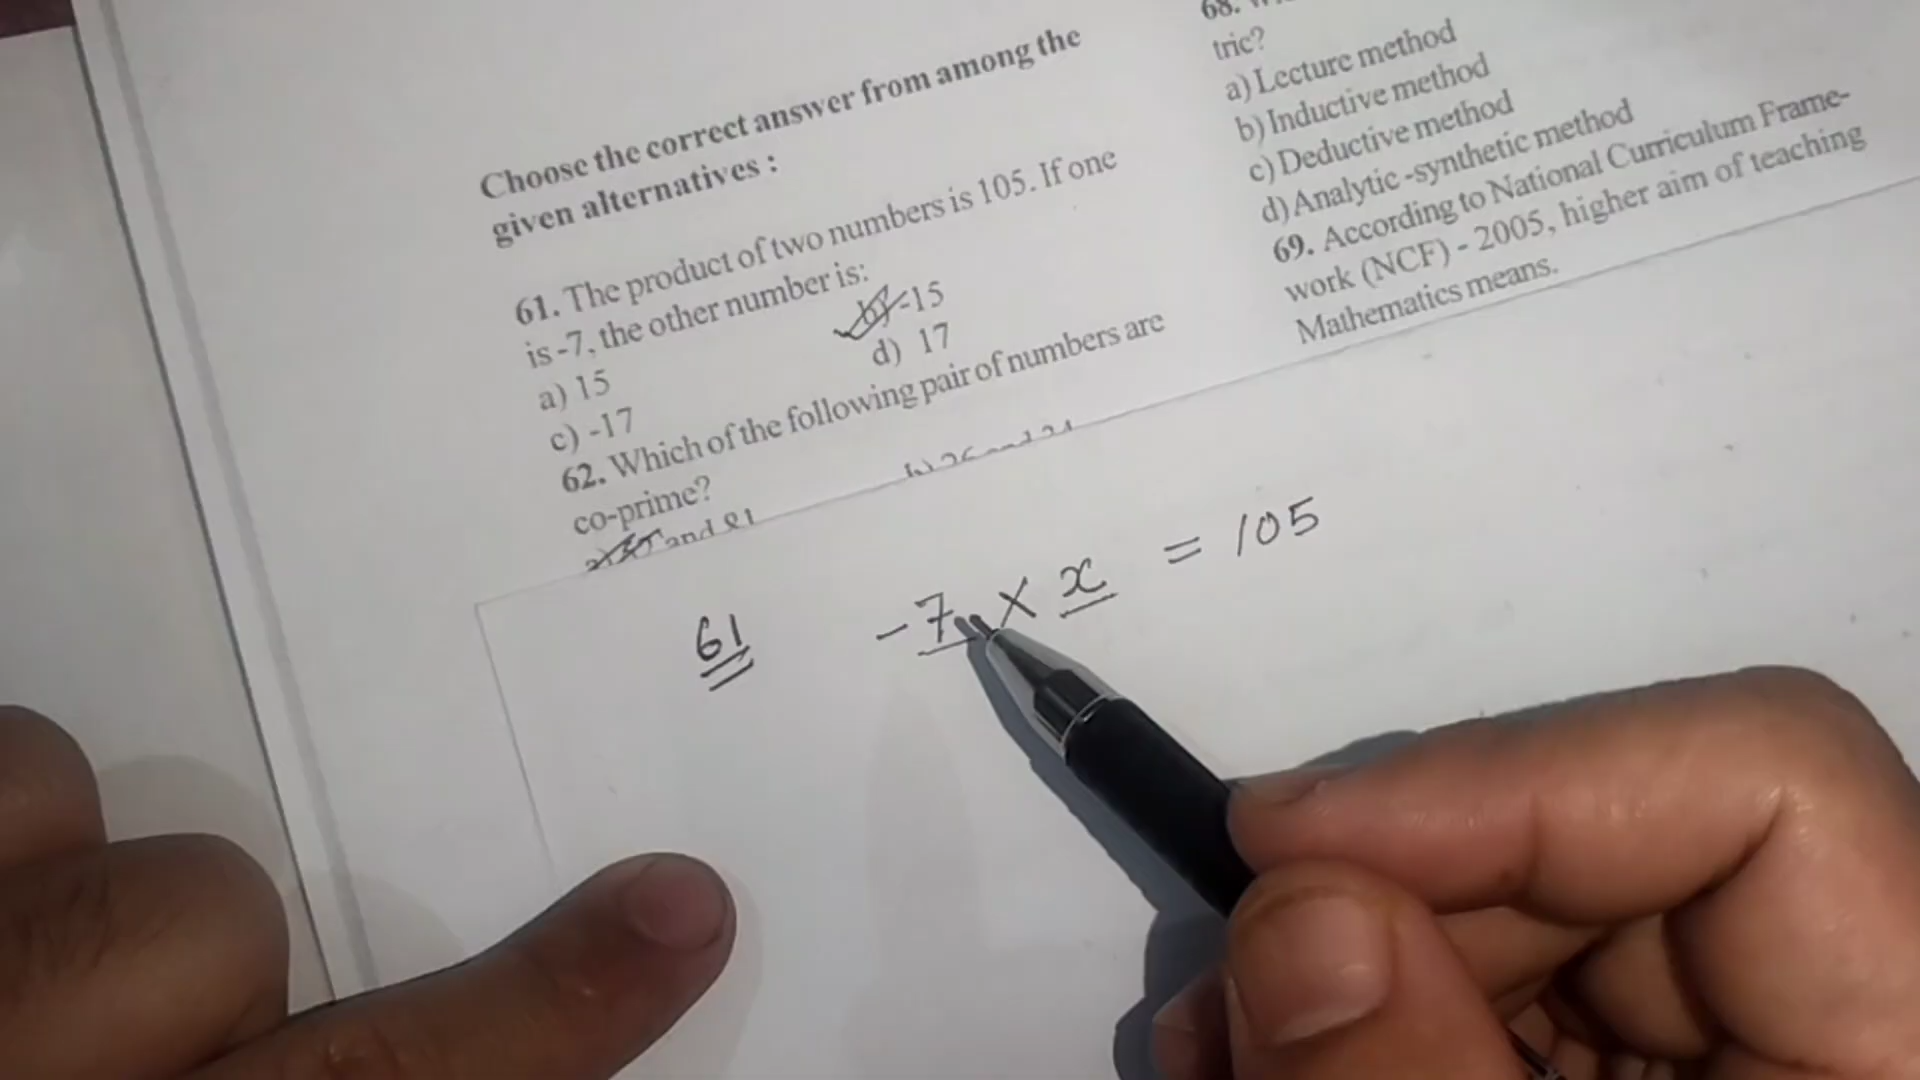 Choose the correct answer from among the
given alternatives :
61. The product of two numbers is 105. If one
is -7, the other number is:
a) 15
b) -15
c) -17
d) 17
62. Which of the following pair of numbers are
co-prime?
and 81
68.
tric?
a) Lecture method
b) Inductive method
c) Deductive method
d) Analytic -synthetic method
69. According to National Curriculum Frame-
work (NCF) - 2005, higher aim of teaching
Mathematics means.
61 -7 × x = 105